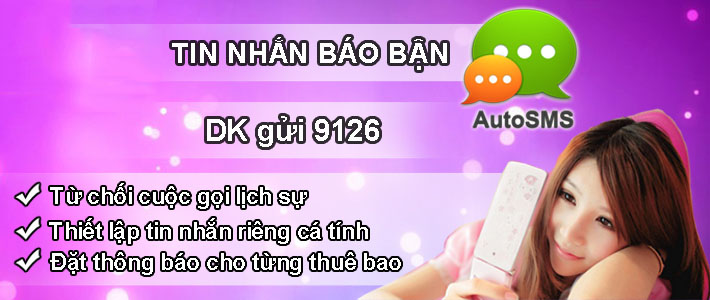 TIN NHẮN BÁO BẬN
AutoSMS
DK gửi 9126
Từ chối cuộc gọi lịch sự
Thiết lập tin nhắn riêng cá tính
Đặt thông báo cho từng thuê bao